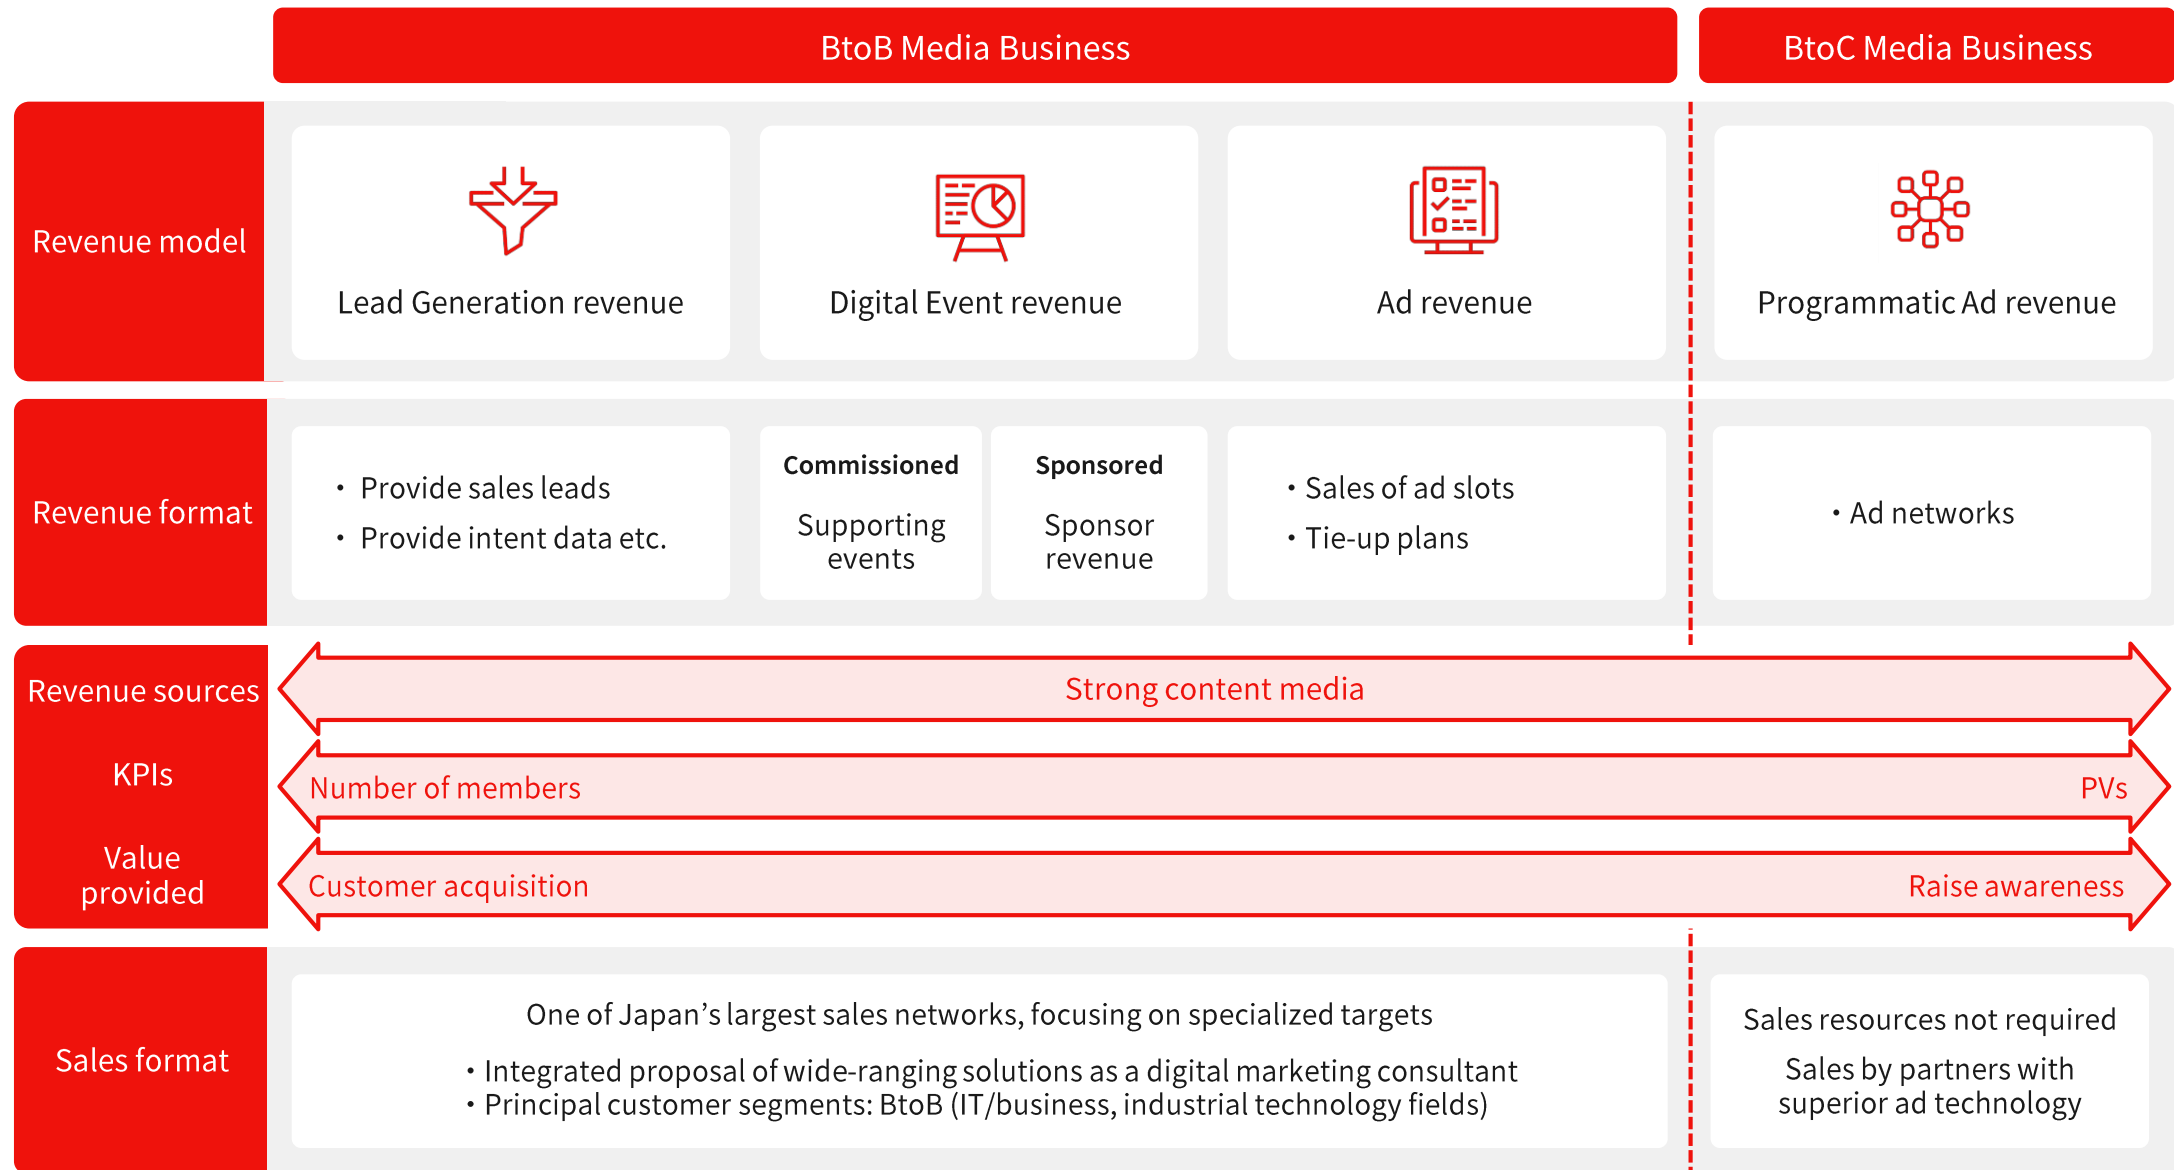 BtoB Media Business
BtoC Media Business
Revenue model
Lead Generation revenue
Digital Event revenue
Ad revenue
Programmatic Ad revenue
Revenue format
・ Provide sales leads
・ Provide intent data etc.
Commissioned
Supporting
events
Sponsored
Sponsor
revenue
・Sales of ad slots
・Tie-up plans
・Ad networks
Revenue sources
Strong content media
KPIs
Number of members
PVs
Value
provided
Customer acquisition
Raise awareness
Sales format
One of Japan’s largest sales networks, focusing on specialized targets
・Integrated proposal of wide-ranging solutions as a digital marketing consultant
・Principal customer segments: BtoB (IT/business, industrial technology fields)
Sales resources not required
Sales by partners with
superior ad technology